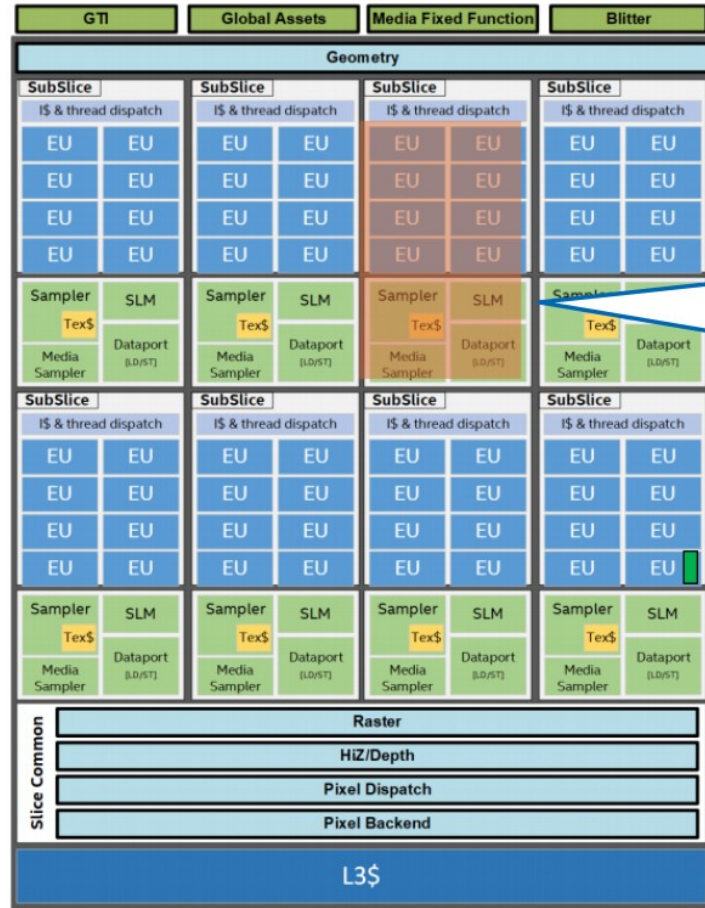 GTI Global Assets Media Fixed Function Blitter
Geometry
SubSlice SubSlice SubSlice SubSlice
I$ & thread dispatch I$ & thread dispatch I$ & thread dispatch I$ & thread dispatch
EU EU EU EU EU EU EU EU
EU EU EU EU EU EU EU EU
EU EU EU EU EU EU EU EU
EU EU EU EU EU EU EU EU
Sampler SLM Sampler SLM Sampler SLM
Tex$ Tex$ Tex$ Tex$
Dataport Dataport Dataport Dataport
Media Media Media Media
[LD/ST] [LD/ST] [LD/ST] [LD/ST]
Sampler Sampler Sampler Sampler
SubSlice SubSlice SubSlice SubSlice
I$ & thread dispatch I$ & thread dispatch I$ & thread dispatch I$ & thread dispatch
EU EU EU EU EU EU EU EU
EU EU EU EU EU EU EU EU
EU EU EU EU EU EU EU EU
EU EU EU EU EU EU EU EU
Sampler SLM Sampler SLM Sampler SLM Sampler SLM
Tex$ Tex$ Tex$ Tex$
Dataport Dataport Dataport Dataport
Media Media Media Media
[LD/ST] [LD/ST] [LD/ST] [LD/ST]
Sampler Sampler Sampler Sampler
Slice Common
Raster
HiZ/Depth
Pixel Dispatch
Pixel Backend
L3$